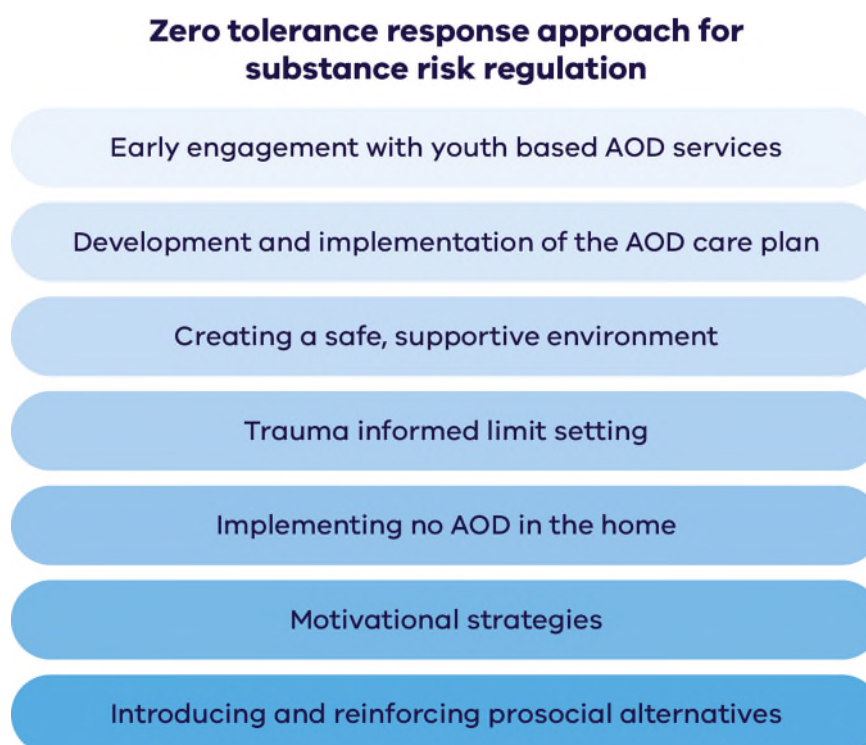 Zero tolerance response approach for
substance risk regulation
Early engagement with youth based AOD services
Development and implementation of the AOD care plan
Creating a safe, supportive environment
Trauma informed limit setting
Implementing no AOD in the home
Motivational strategies
Introducing and reinforcing prosocial alternatives